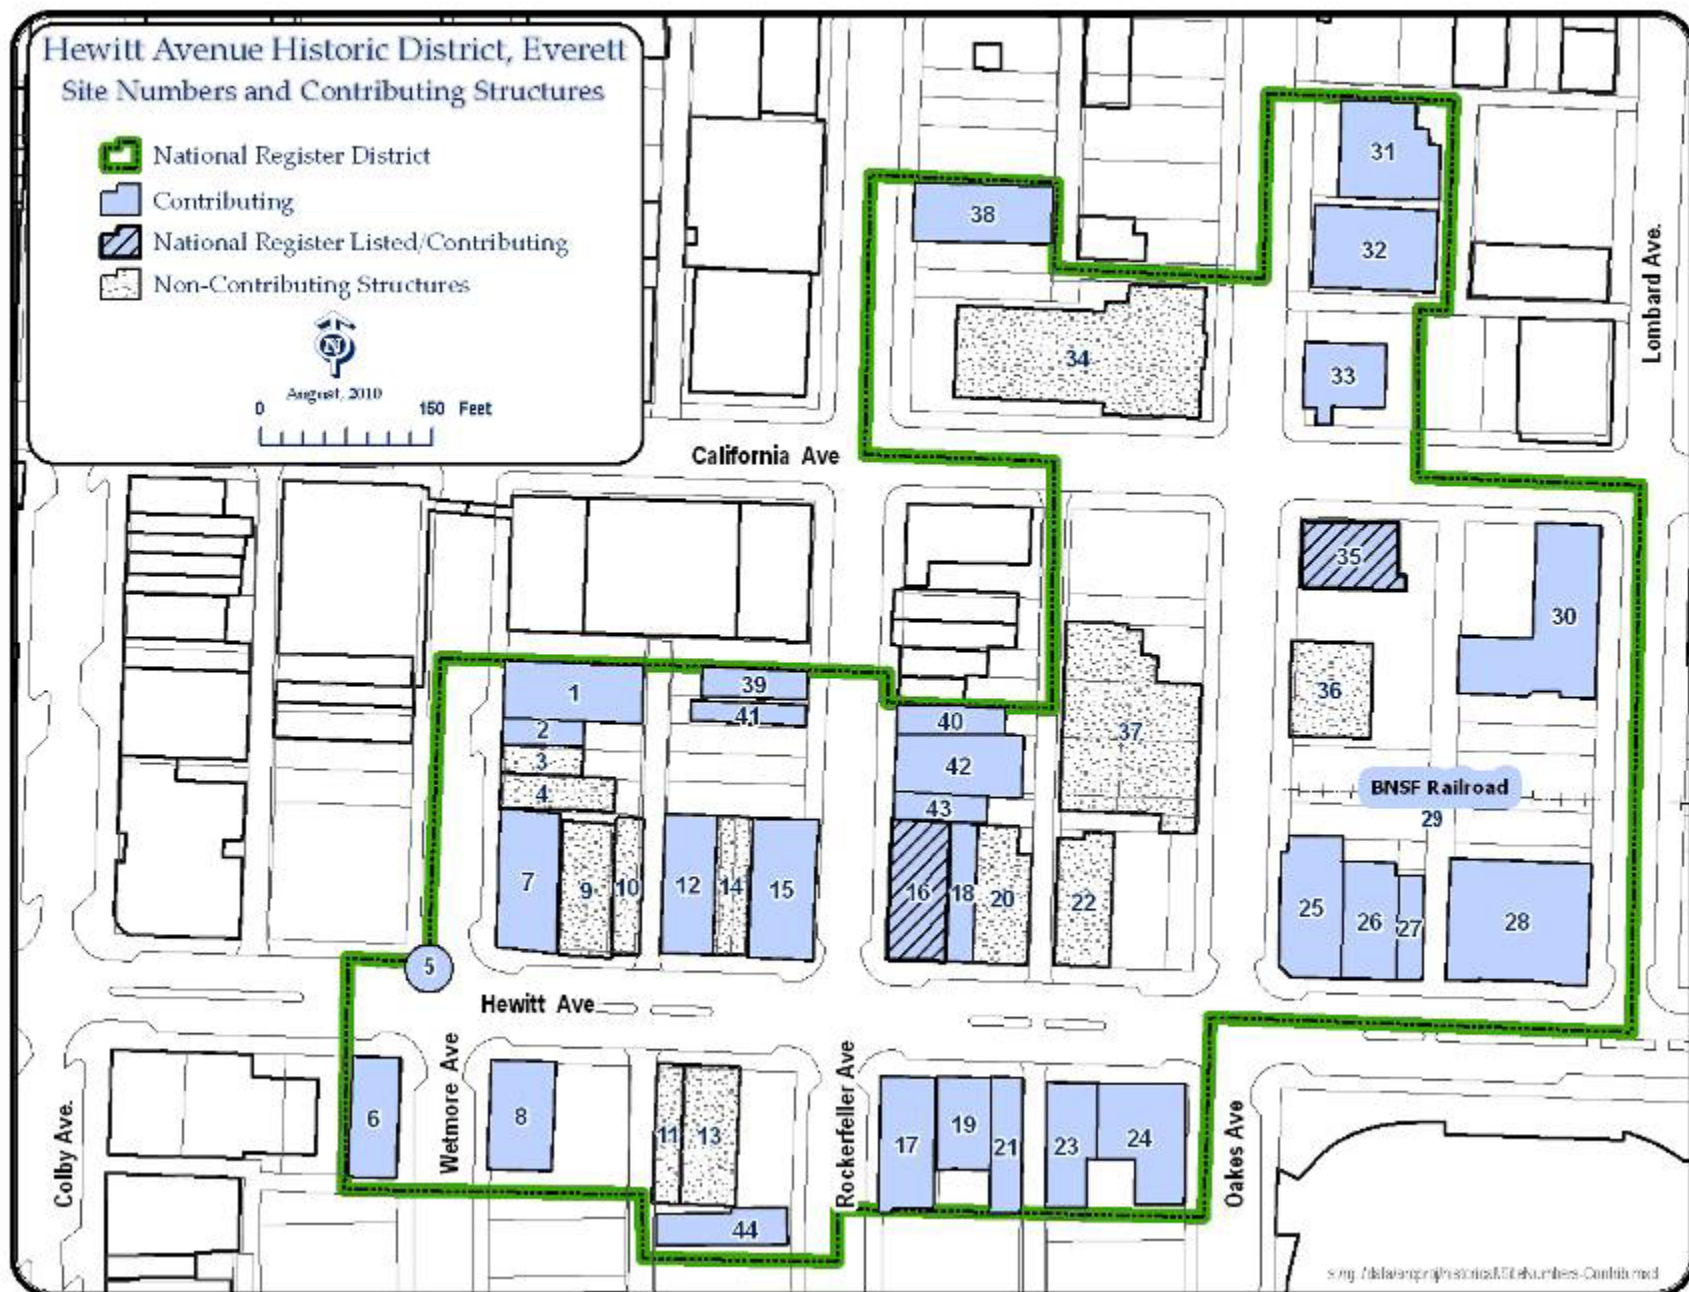 Hewitt Avenue Historic District, Everett
Site Numbers and Contributing Structures
National Register District
Contributing
National Register Listed/Contributing
Non-Contributing Structures
N
August, 2010
0 150 Feet
31
38
32
Lombard Ave.
34
33
California Ave
35
30
1
39
36
2
41
40
37
3
42
4
43
BNSF Railroad
29
7
9
10
12
14
15
16
18
20
22
25
26
27
28
5
Hewitt Ave
Colby Ave.
6
Wetmore Ave
8
11
13
Rockerfeller Ave
17
19
21
23
24
Oakes Ave
44